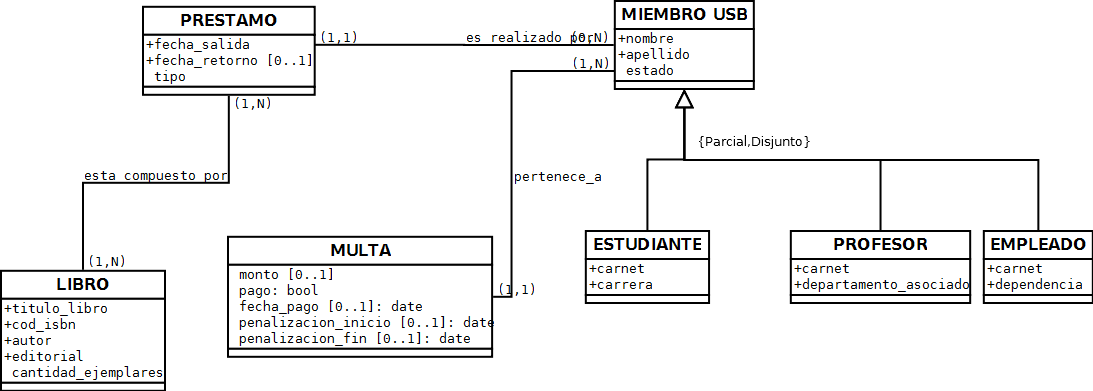 PRESTAMO
+fecha_salida
+fecha_retorno [0..1]
tipo
(1,1)
es realizado por
(0,N)
MIEMBRO USB
+nombre
+apellido
estado
(1,N)
(1,N)
{Parcial,Disjunto}
esta compuesto por
pertenece_a
(1,N)
LIBRO
+titulo_libro
+cod_isbn
+autor
+editorial
cantidad_ejemplares
MULTA
monto [0..1]
pago: bool
fecha_pago [0..1]: date
penalizacion_inicio [0..1]: date
penalizacion_fin [0..1]: date
(1,1)
ESTUDIANTE
+carnet
+carrera
PROFESOR
+carnet
+departamento_asociado
EMPLEADO
+carnet
+dependencia